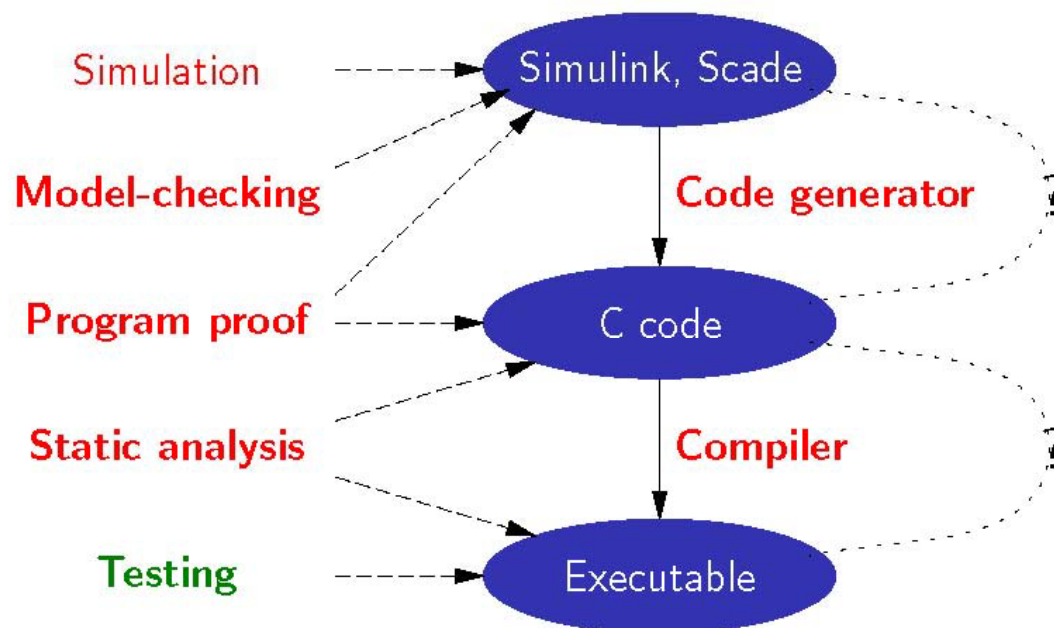 Simulation
Simulink, Scade
Model-checking
Code generator
Program proof
C code
Static analysis
Compiler
Testing
Executable